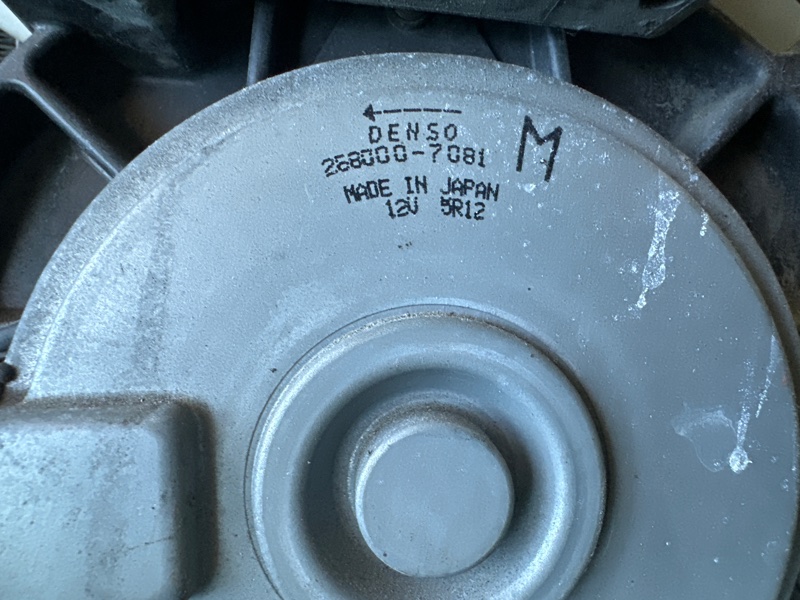 DENSO
268000-7081
M
MADE IN JAPAN
12V 5R12